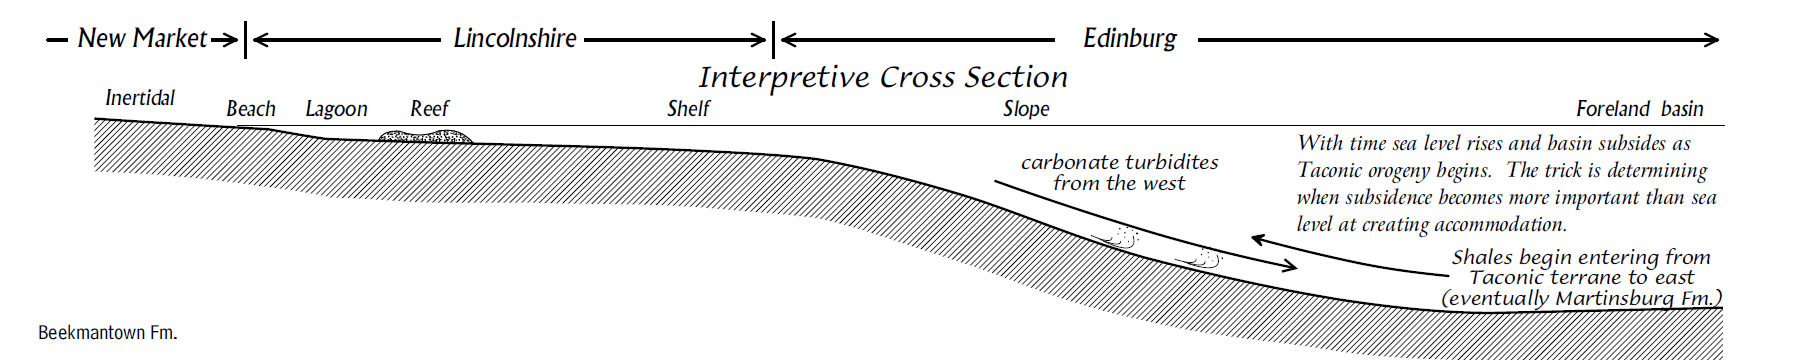 New Market
Lincolnshire
Edinburg
Interpretive Cross Section
Inertidal
Beach
Lagoon
Reef
Shelf
Slope
Foreland basin
With time sea level rises and basin subsides as
Taconic orogeny begins. The trick is determining
when subsidence becomes more important than sea
level at creating accommodation.
carbonate turbidites
from the west
Shales begin entering from
Taconic terrane to east
(eventually Martinsburg Fm.)
Beekmantown Fm.